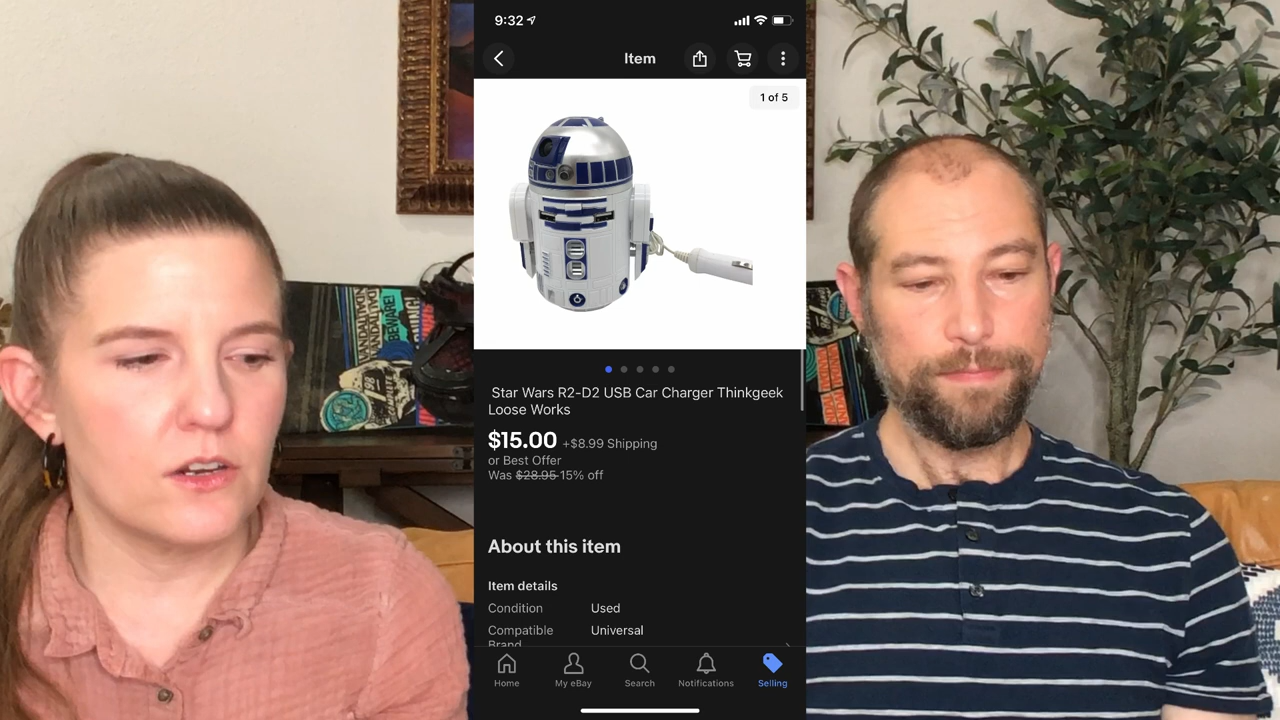 9:32
Item
1 of 5
Star Wars R2-D2 USB Car Charger Thinkgeek
Loose Works
$15.00 +$8.99 Shipping
or Best Offer
Was $28.95 15% off
About this item
Item details
Condition Used
Compatible Universal
Brand
Home
My eBay
Search
Notifications
Selling
BEWARE!